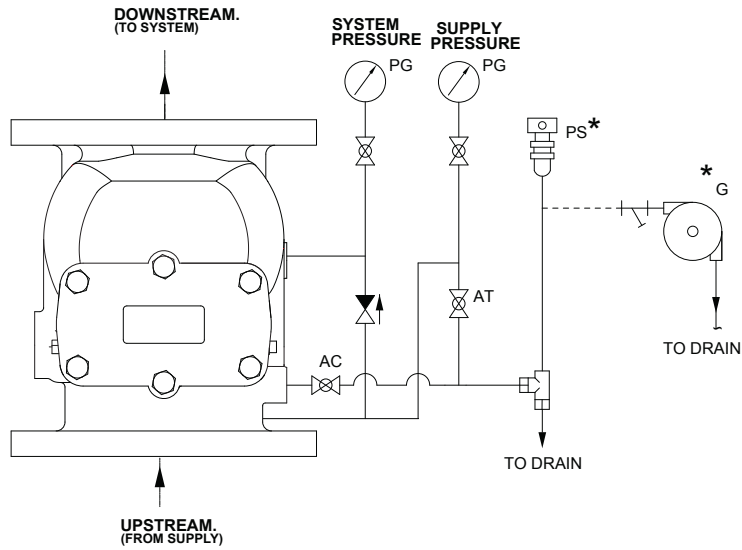 DOWNSTREAM.
(TO SYSTEM)
SYSTEM
PRESSURE
SUPPLY
PRESSURE
PG
PG
PS*
*
G
AT
AC
TO DRAIN
TO DRAIN
UPSTREAM.
(FROM SUPPLY)